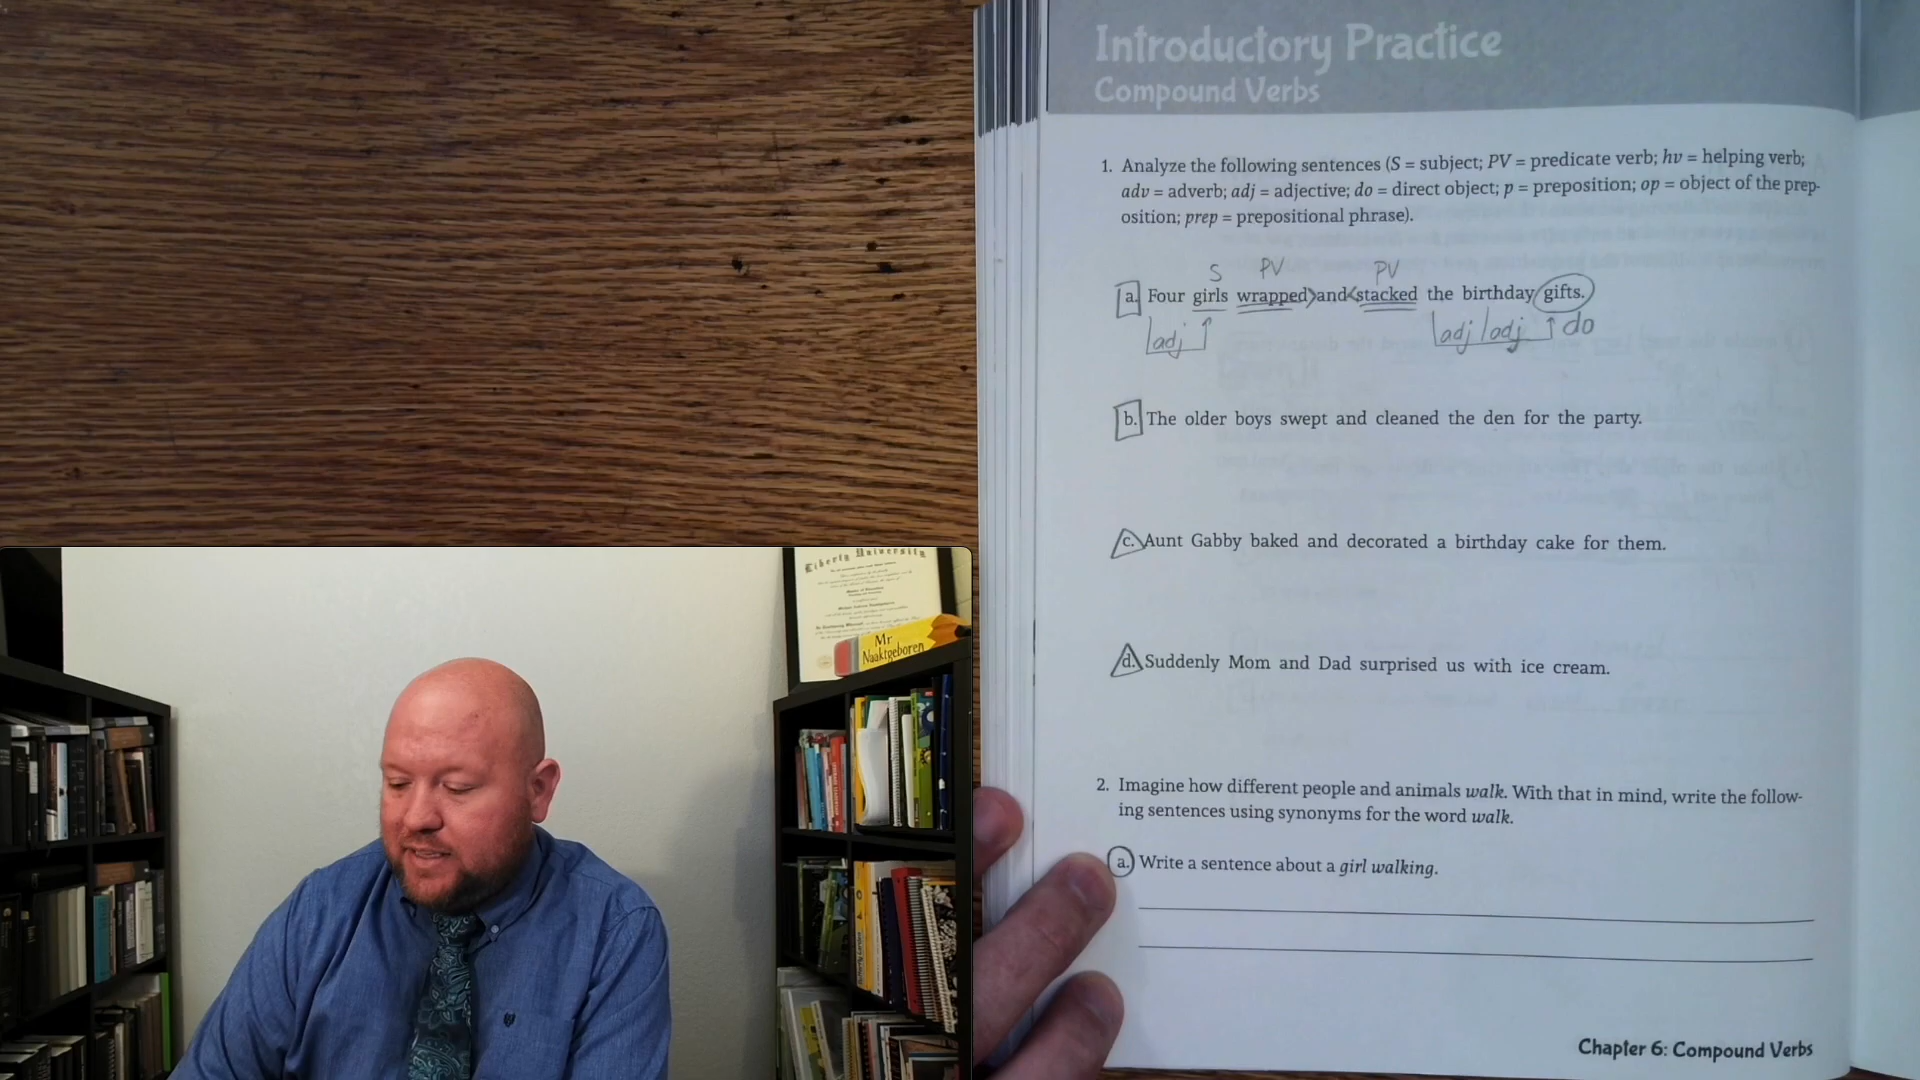 Introductory Practice
Compound Verbs
1. Analyze the following sentences (S = subject; PV = predicate verb; hv = helping verb;
adv = adverb; adj = adjective; do = direct object; p = preposition; op = object of the prep-
osition; prep = prepositional phrase).
S PV PV
a. Four girls wrapped and stacked the birthday gifts.
adj adj adj do
b. The older boys swept and cleaned the den for the party.
c. Aunt Gabby baked and decorated a birthday cake for them.
d. Suddenly Mom and Dad surprised us with ice cream.
2. Imagine how different people and animals walk. With that in mind, write the follow-
ing sentences using synonyms for the word walk.
a. Write a sentence about a girl walking.
Chapter 6: Compound Verbs
Liberty University
Mr
Naaktgeboren